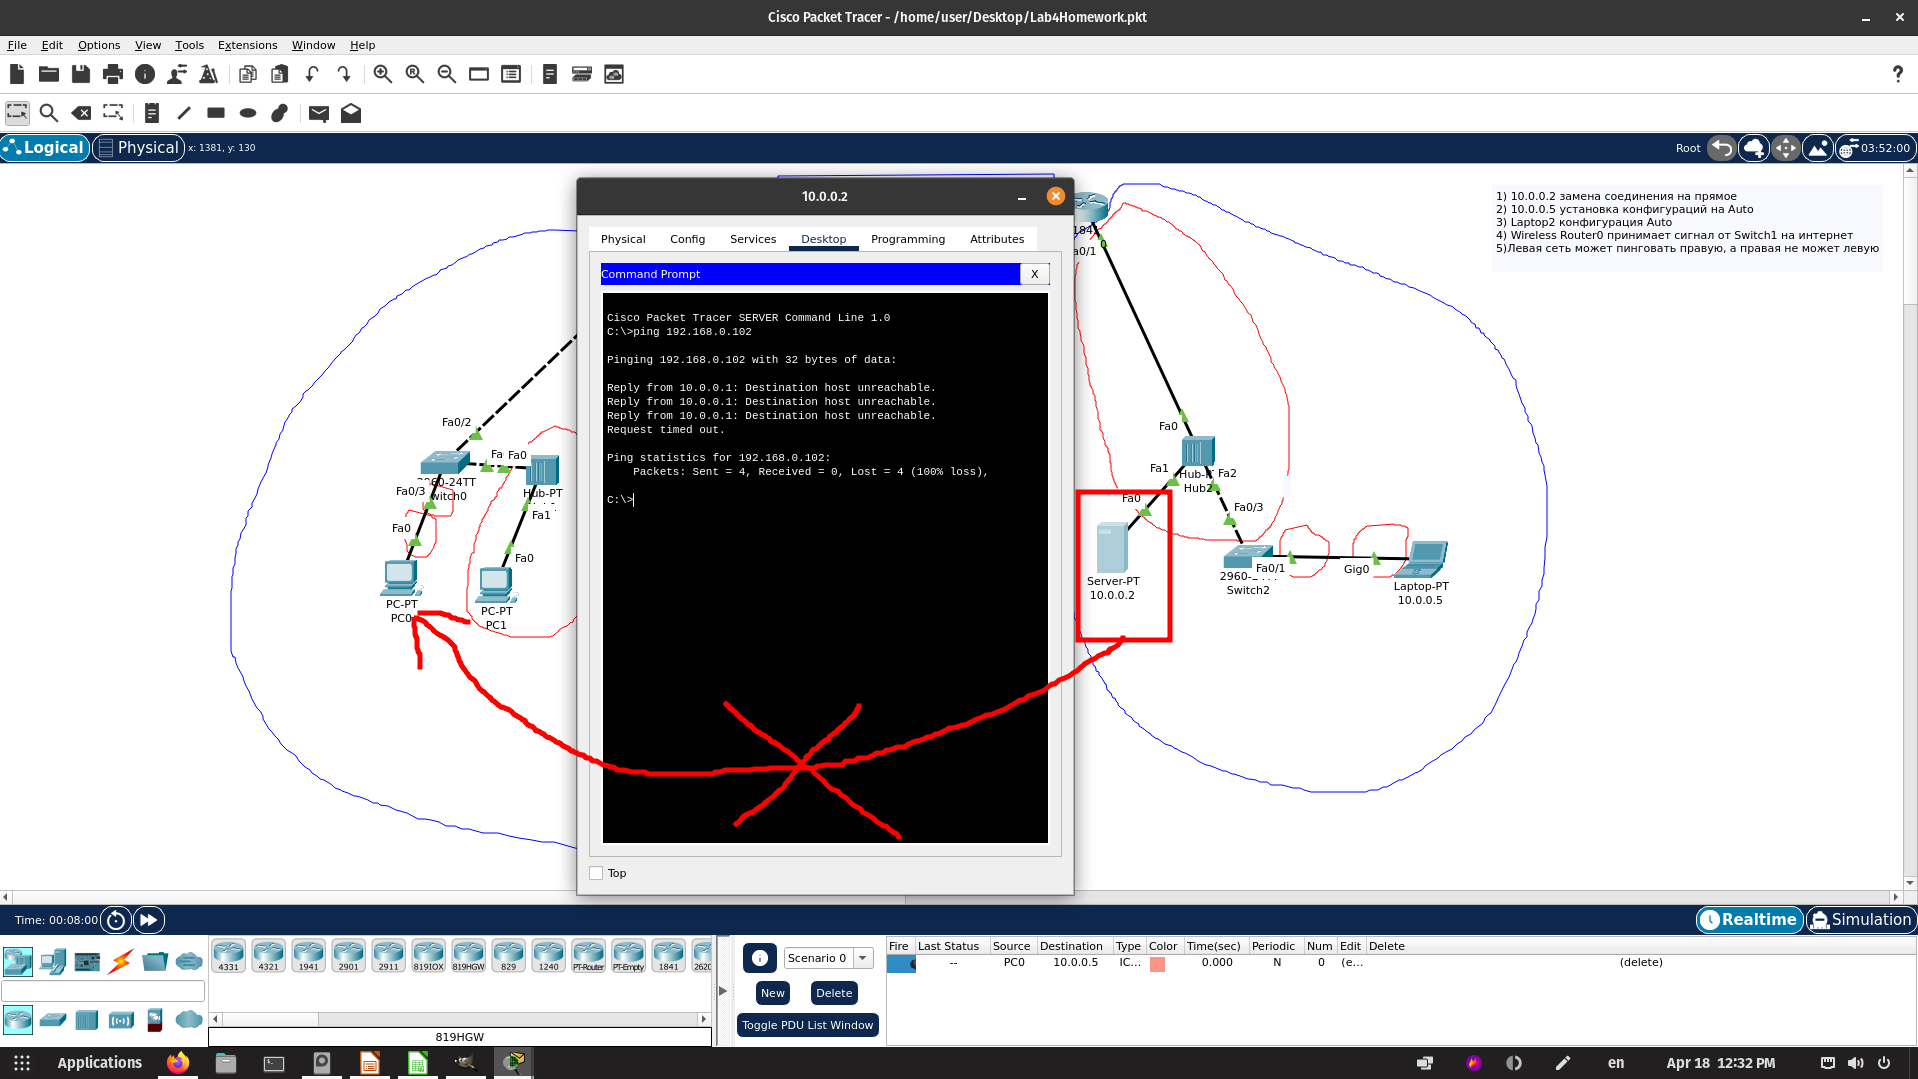 Cisco Packet Tracer - /home/user/Desktop/Lab4Homework.pkt
File Edit Options View Tools Extensions Window Help
?
Logical Physical x: 1381, y: 130 Root 03:52:00
1) 10.0.0.2 замена соединения на прямое
2) 10.0.0.5 установка конфигураций на Auto
3) Laptop2 конфигурация Auto
4) Wireless Router0 принимает сигнал от Switch1 на интернет
5)Левая сеть может пинговать правую, а правая не может левую
10.0.0.2
Physical Config Services Desktop Programming Attributes
Command Prompt X
Cisco Packet Tracer SERVER Command Line 1.0
C:\>ping 192.168.0.102
Pinging 192.168.0.102 with 32 bytes of data:
Reply from 10.0.0.1: Destination host unreachable.
Reply from 10.0.0.1: Destination host unreachable.
Reply from 10.0.0.1: Destination host unreachable.
Request timed out.
Ping statistics for 192.168.0.102:
Packets: Sent = 4, Received = 0, Lost = 4 (100% loss),
C:\>
Top
Fa0/2
Fa Fa0
Fa0/3
Hub-PT
Fa1
Fa0
Fa0
PC-PT
PC0
PC-PT
PC1
Fa0
Fa1
Fa2
Hub2
Fa0
Fa0/3
Server-PT
10.0.0.2
Fa0/1
Switch2
Gig0
Laptop-PT
10.0.0.5
Time: 00:08:00 Realtime Simulation
4331 4321 1941 2901 2911 819IOX 819HGW 829 1240 PT-Router PT-Empty 1841 2620
819HGW
Scenario 0
New Delete
Toggle PDU List Window
Fire Last Status Source Destination Type Color Time(sec) Periodic Num Edit Delete
-- PC0 10.0.0.5 IC... 0.000 N 0 (e... (delete)
Applications en Apr 18 12:32 PM